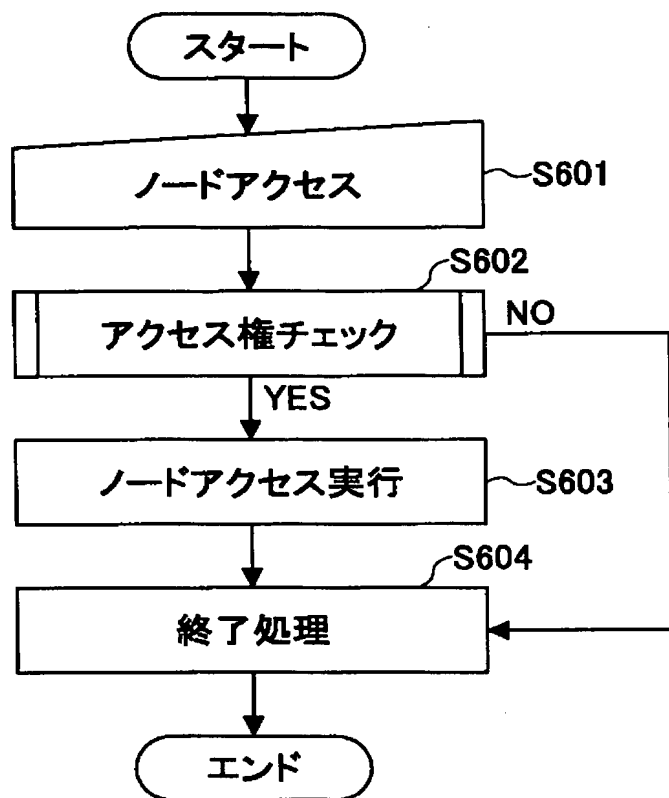 スタート
ノードアクセス
S601
S602
アクセス権チェック
NO
YES
ノードアクセス実行
S603
S604
終了処理
エンド